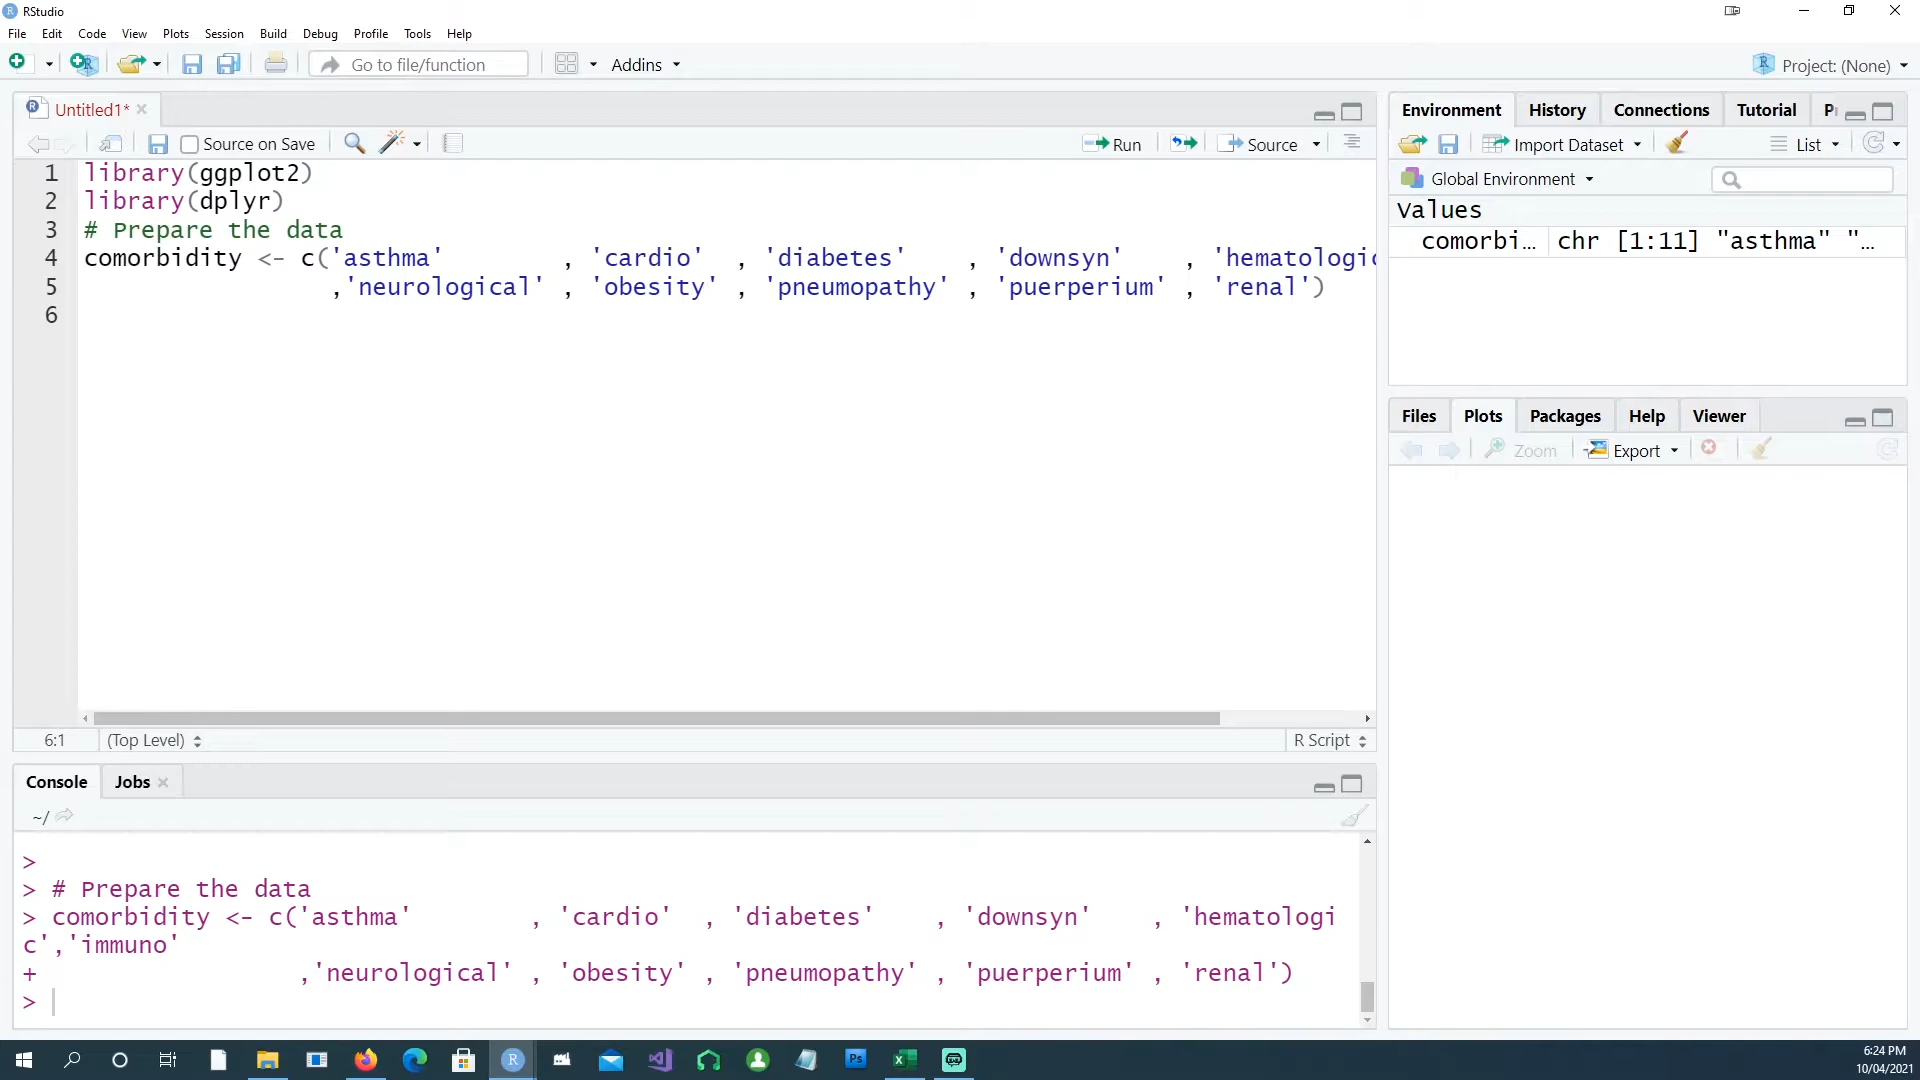 RStudio
File Edit Code View Plots Session Build Debug Profile Tools Help
Go to file/function Addins Project: (None)
Untitled1*
Source on Save Run Source
1 library(ggplot2)
2 library(dplyr)
3 # Prepare the data
4 comorbidity <- c('asthma' , 'cardio' , 'diabetes' , 'downsyn' , 'hematologic
5 ,'neurological' , 'obesity' , 'pneumopathy' , 'puerperium' , 'renal')
6
6:1 (Top Level) R Script
Console Jobs
~/
>
> # Prepare the data
> comorbidity <- c('asthma' , 'cardio' , 'diabetes' , 'downsyn' , 'hematologi
c','immuno'
+ ,'neurological' , 'obesity' , 'pneumopathy' , 'puerperium' , 'renal')
>
Environment History Connections Tutorial
Import Dataset List
Global Environment
Values
comorbi… chr [1:11] "asthma" "…
Files Plots Packages Help Viewer
Zoom Export
Ps
6:24 PM
10/04/2021